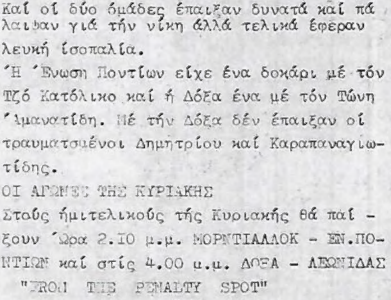 Καί οἱ δύο ὁμάδες ἔπαιξαν δυνατά καί πά
λαιψαν γιά τήν νίκη ἀλλά τελικά ἔφεραν
λευκή ἰσοπαλία.
Ἡ Ἕνωση Ποντίων εἶχε ἕνα δοκάρι μέ τόν
Τζό Κατόλικο καί ἡ Δόξα ἕνα μέ τόν Τώνη
Ἀμανατίδη. Μέ τήν Δόξα δέν ἔπαιξαν οἱ
τραυματσμένοι Δημητρίου καί Καραπαναγιω-
τίδης.
ΟΙ ΑΓΩΝΕΣ ΤΗΣ ΚΥΡΙΑΚΗΣ
Στούς ἡμιτελικούς τῆς Κυριακῆς θά παί -
ξουν Ὥρα 2.10 μ.μ. ΜΟΡΝΤΙΑΛΛΟΚ - ΕΝ.ΠΟ-
ΝΤΙΩΝ καί στίς 4.00 μ.μ. ΔΟΞΑ - ΛΕΩΝΙΔΑΣ
"FROM THE PENALTY SPOT"